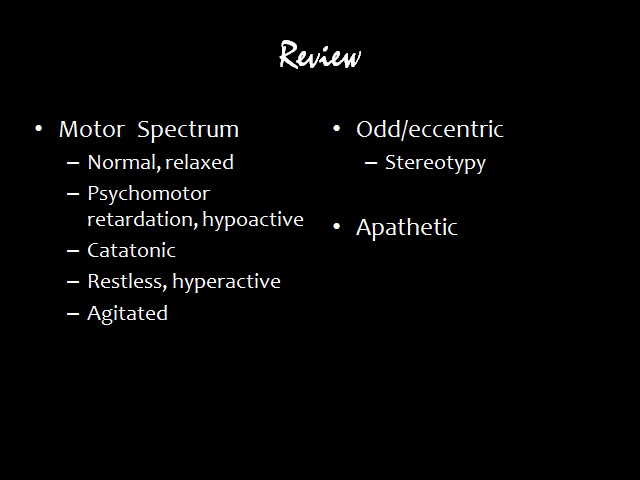 Review
• Motor Spectrum
– Normal, relaxed
– Psychomotor
retardation, hypoactive
– Catatonic
– Restless, hyperactive
– Agitated
• Odd/eccentric
– Stereotypy
• Apathetic